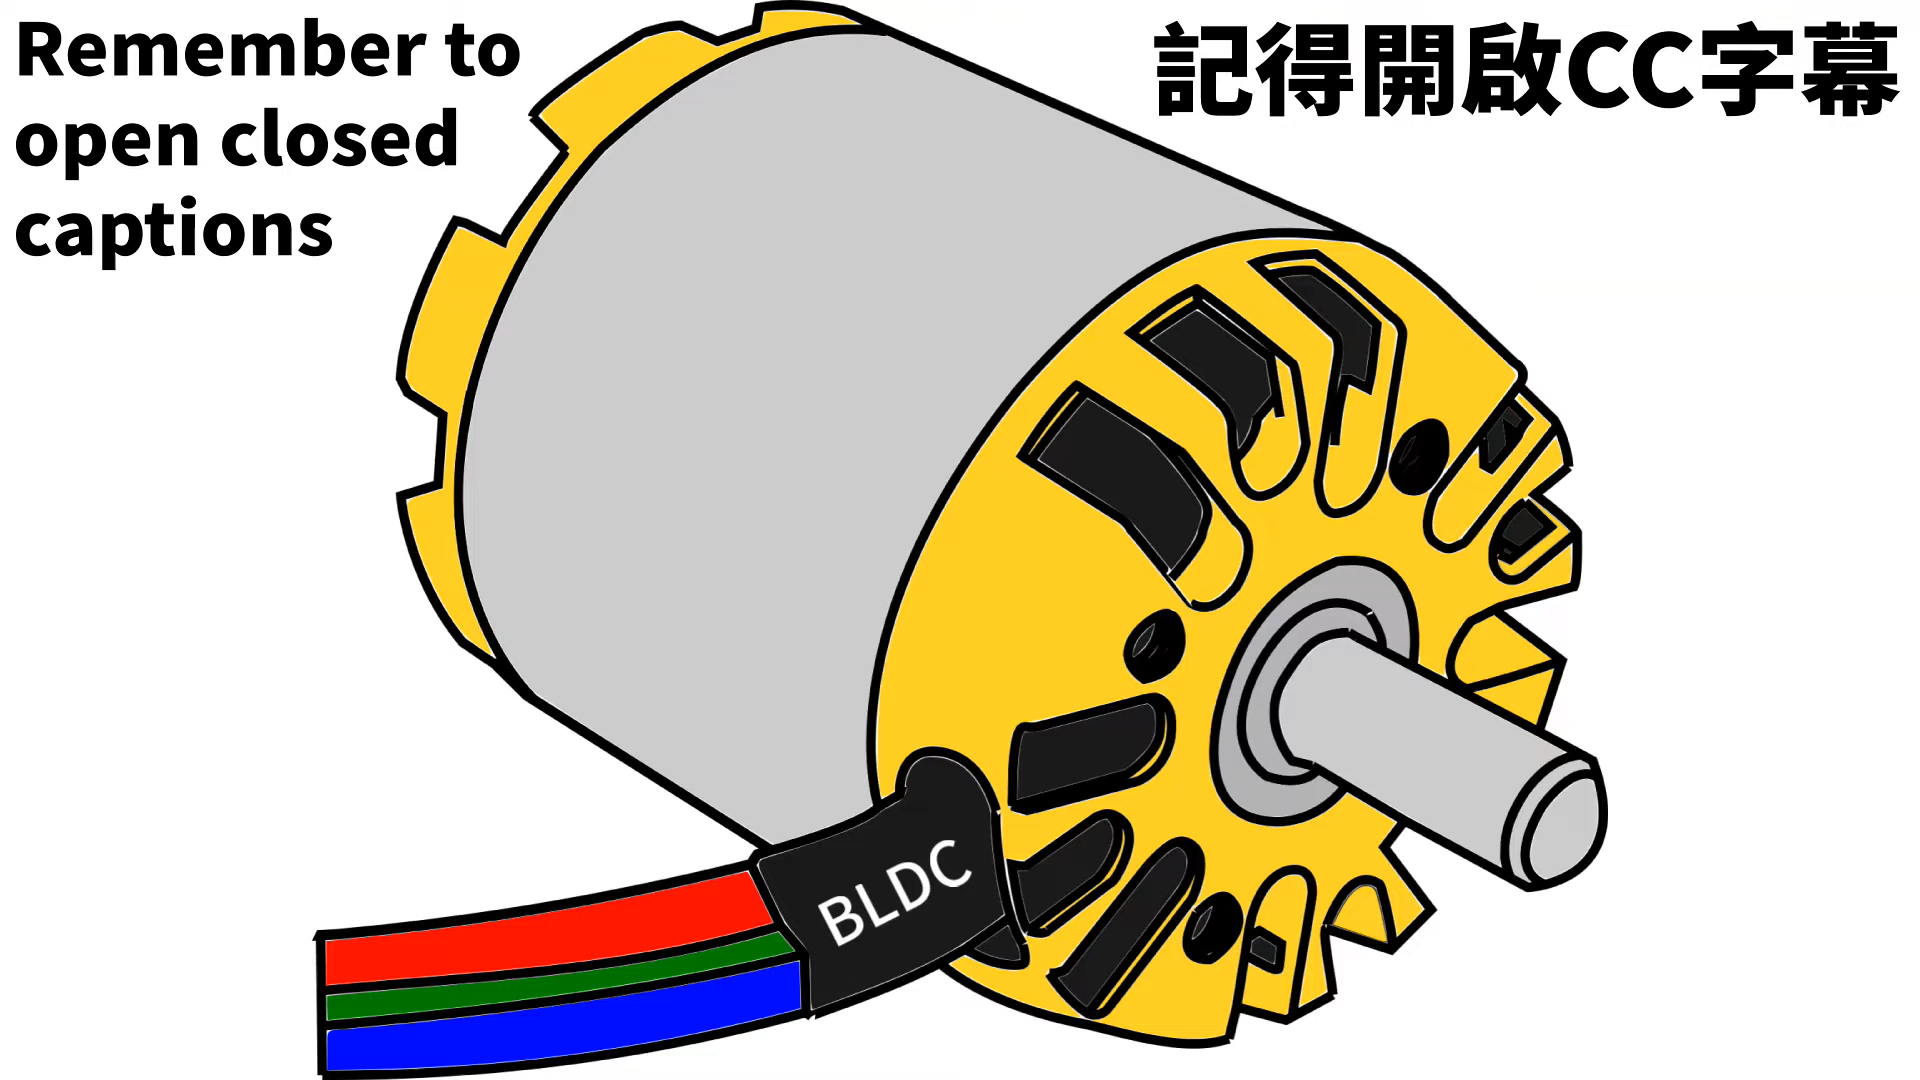 Remember to
open closed
captions
記得開啟CC字幕
BLDC